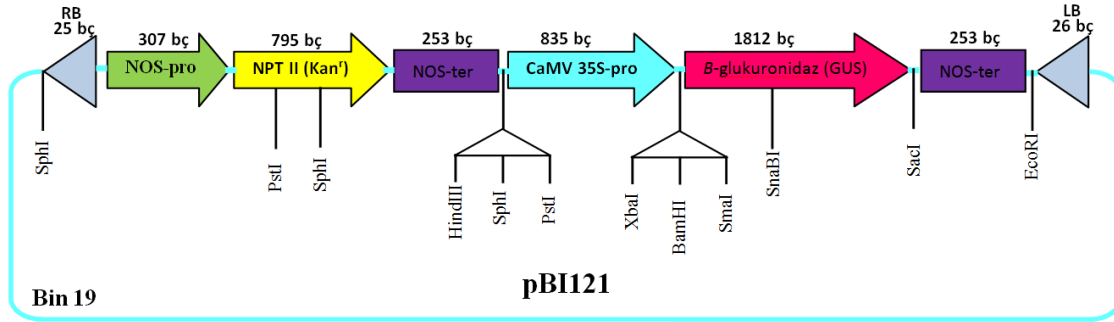 RB
25 bç
307 bç
795 bç
253 bç
835 bç
1812 bç
253 bç
LB
26 bç
NOS-pro
NPT II (Kanʳ)
NOS-ter
CaMV 35S-pro
B-glukuronidaz (GUS)
NOS-ter
SphI
PstI
SphI
HindIII
SphI
PstI
XbaI
BamHI
SmaI
SnaBI
SacI
EcoRI
Bin 19
pBI121